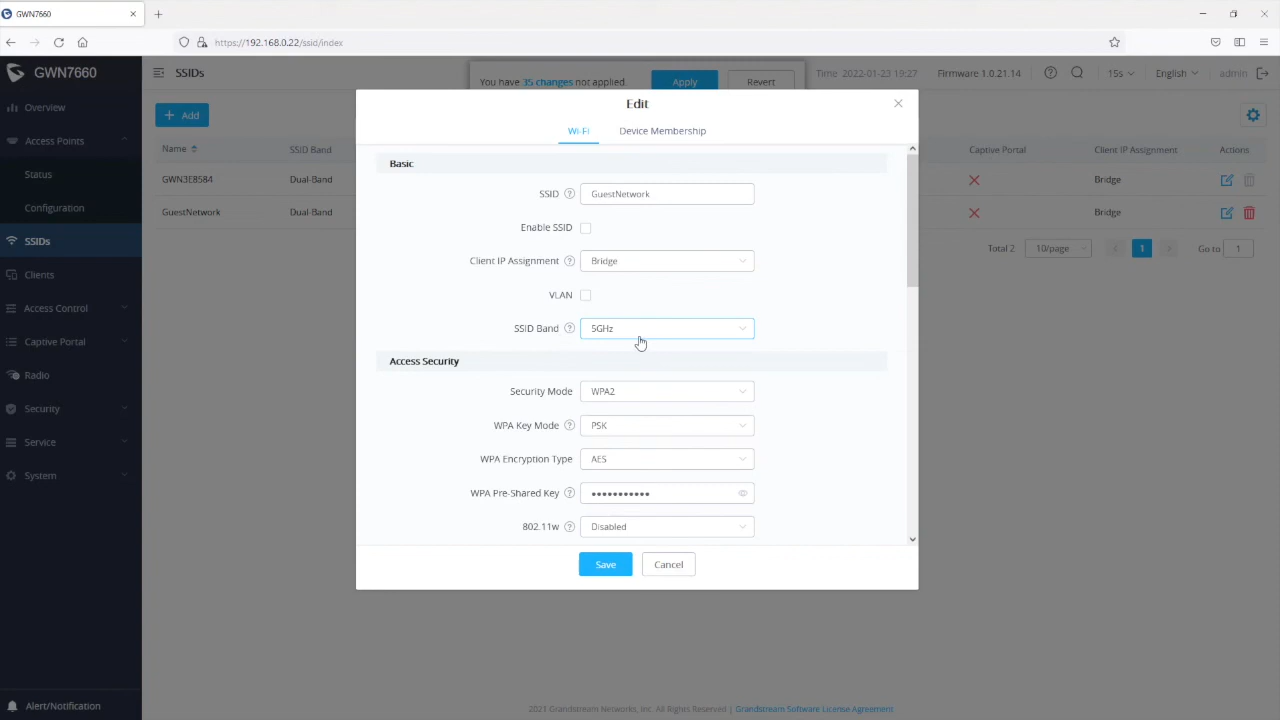 GWN7660
https://192.168.0.22/ssid/index
GWN7660
SSIDs
You have 35 changes not applied.
Apply
Revert
Time 2022-01-23 19:27
Firmware 1.0.21.14
15s
English
admin
Overview
Access Points
Status
Configuration
SSIDs
Clients
Access Control
Captive Portal
Radio
Security
Service
System
Alert/Notification
Add
Name
SSID Band
Captive Portal
Client IP Assignment
Actions
GWN3E8584
Dual-Band
Bridge
GuestNetwork
Dual-Band
Bridge
Total 2
10/page
1
Go to
1
Edit
Wi-Fi
Device Membership
Basic
SSID
GuestNetwork
Enable SSID
Client IP Assignment
Bridge
VLAN
SSID Band
5GHz
Access Security
Security Mode
WPA2
WPA Key Mode
PSK
WPA Encryption Type
AES
WPA Pre-Shared Key
•••••••••••
802.11w
Disabled
Save
Cancel
2021 Grandstream Networks, Inc. All Rights Reserved | Grandstream Software License Agreement